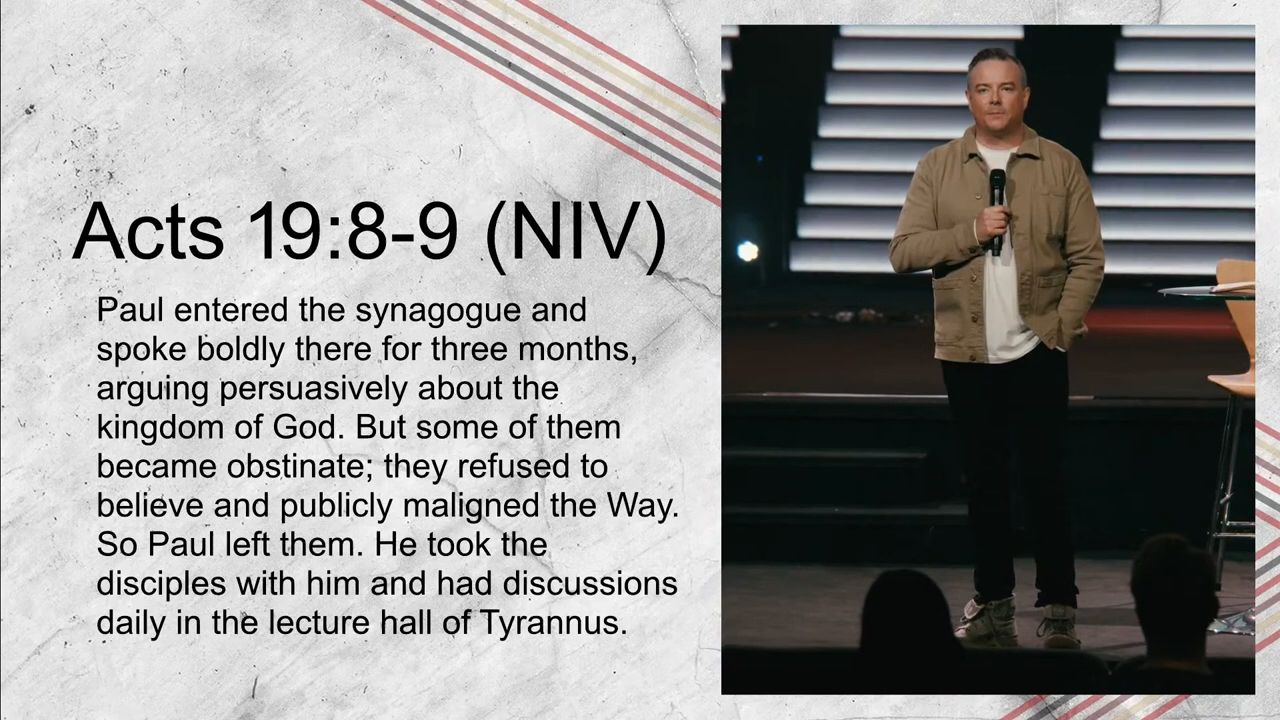 Acts 19:8-9 (NIV)
Paul entered the synagogue and
spoke boldly there for three months,
arguing persuasively about the
kingdom of God. But some of them
became obstinate; they refused to
believe and publicly maligned the Way.
So Paul left them. He took the
disciples with him and had discussions
daily in the lecture hall of Tyrannus.